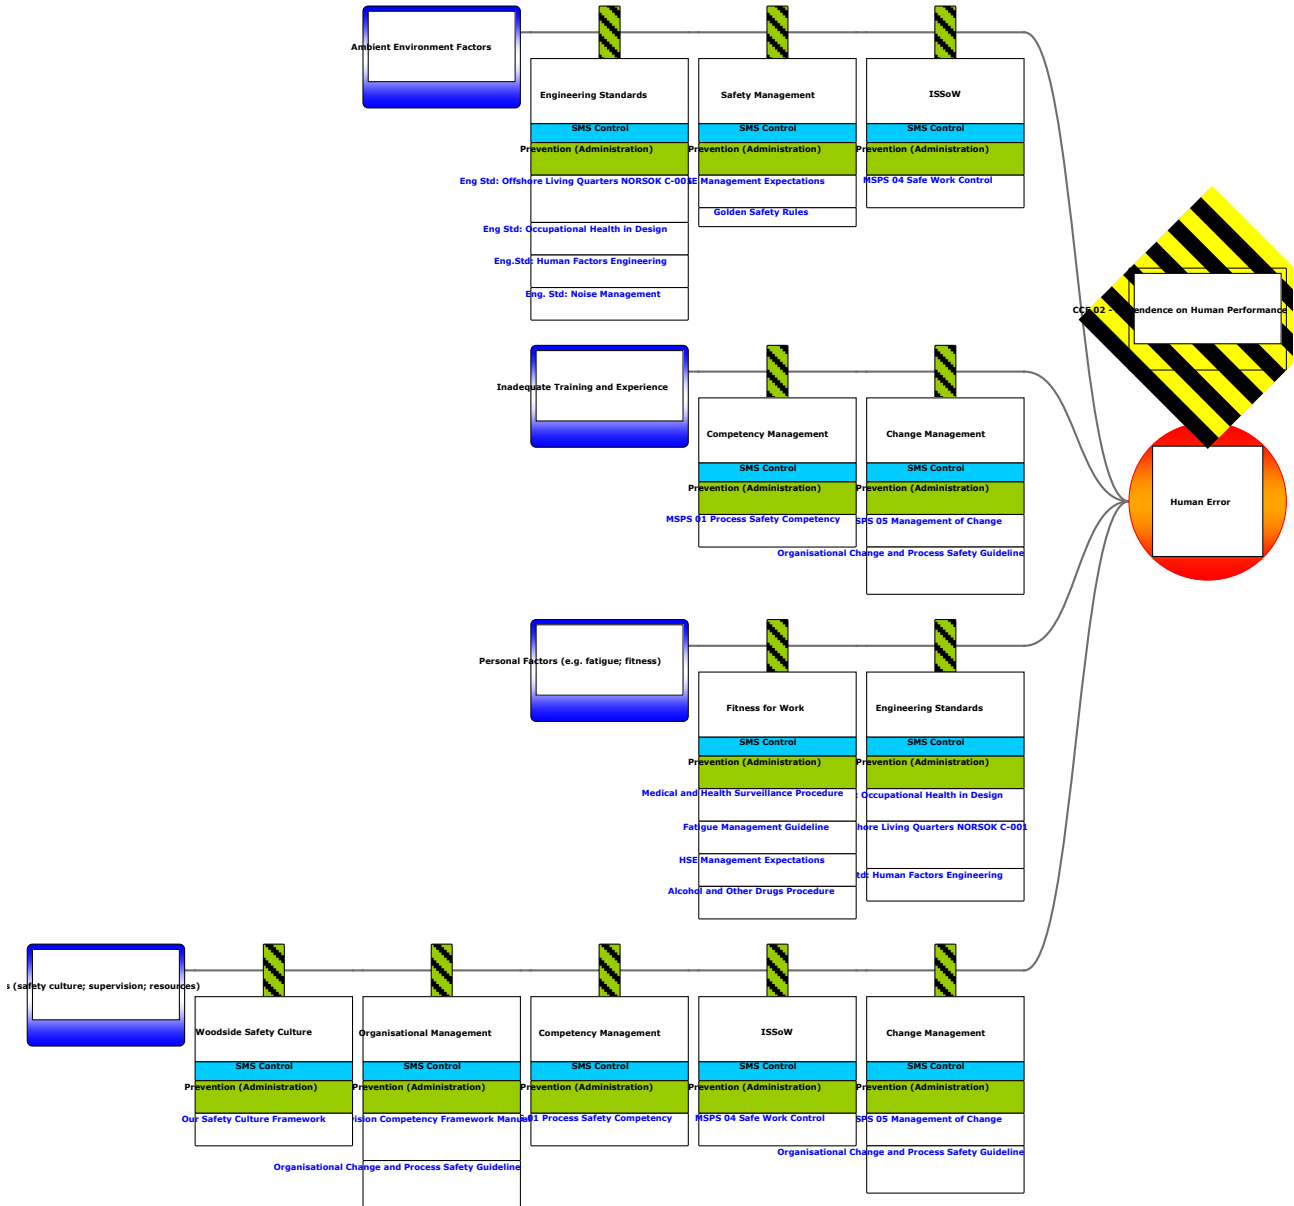 Ambient Environment Factors
Engineering Standards
SMS Control
Prevention (Administration)
Eng Std: Offshore Living Quarters NORSOK C-001
Eng Std: Occupational Health in Design
Eng.Std: Human Factors Engineering
Eng. Std: Noise Management
Safety Management
SMS Control
Prevention (Administration)
Management Expectations
Golden Safety Rules
ISSoW
SMS Control
Prevention (Administration)
MSPS 04 Safe Work Control
CCE 02 - endence on Human Performance
Human Error
Inadequate Training and Experience
Competency Management
SMS Control
Prevention (Administration)
MSPS 01 Process Safety Competency
Change Management
SMS Control
Prevention (Administration)
SPS 05 Management of Change
Organisational Change and Process Safety Guideline
Personal Factors (e.g. fatigue; fitness)
Fitness for Work
SMS Control
Prevention (Administration)
Medical and Health Surveillance Procedure
Fatigue Management Guideline
HSE Management Expectations
Alcohol and Other Drugs Procedure
Engineering Standards
SMS Control
Prevention (Administration)
: Occupational Health in Design
hore Living Quarters NORSOK C-001
td: Human Factors Engineering
s (safety culture; supervision; resources)
Woodside Safety Culture
SMS Control
Prevention (Administration)
Our Safety Culture Framework
Organisational Management
SMS Control
Prevention (Administration)
vision Competency Framework Manual
Organisational Change and Process Safety Guideline
Competency Management
SMS Control
Prevention (Administration)
01 Process Safety Competency
ISSoW
SMS Control
Prevention (Administration)
MSPS 04 Safe Work Control
Change Management
SMS Control
Prevention (Administration)
SPS 05 Management of Change
Organisational Change and Process Safety Guideline